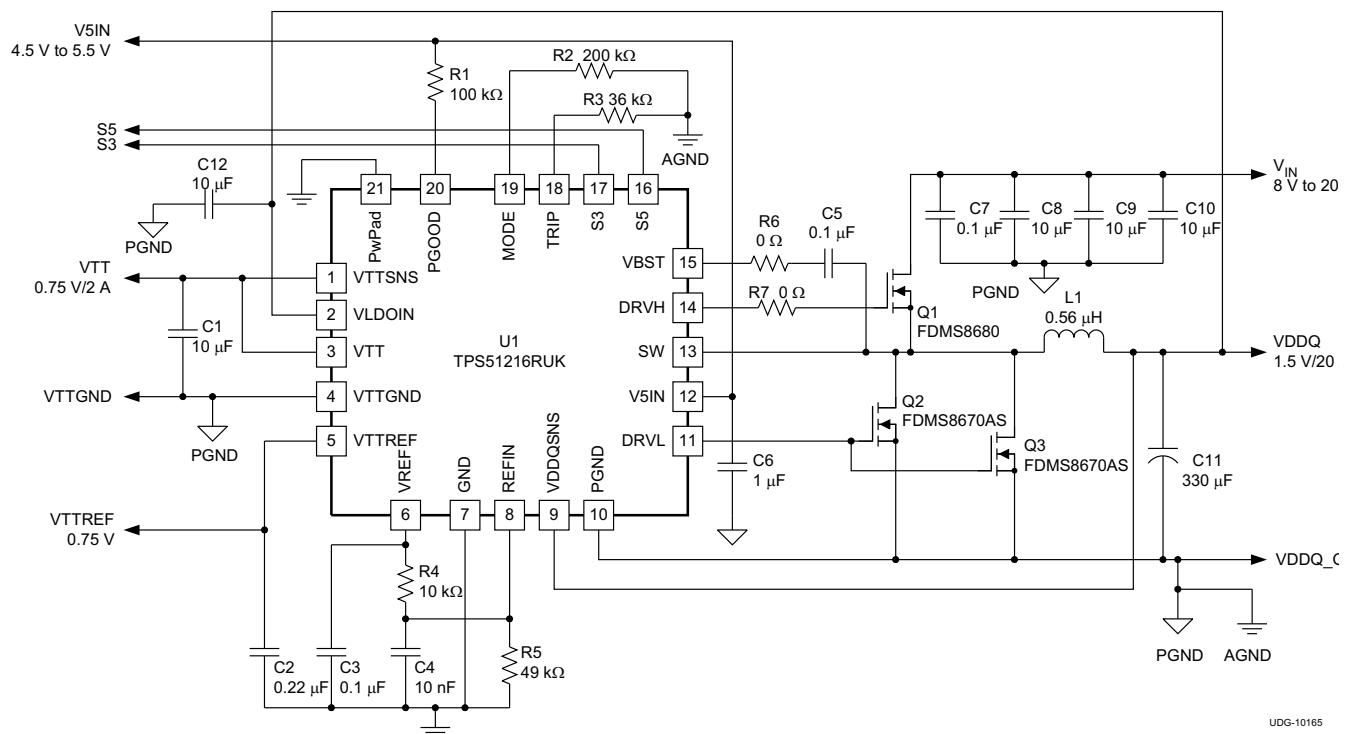 V5IN
4.5 V to 5.5 V
R1
100 kΩ
R2 200 kΩ
R3 36 kΩ
AGND
S5
S3
C12
10 μF
PGND
21
20
19
18
17
16
PwPad
PGOOD
MODE
TRIP
S3
S5
VTT
0.75 V/2 A
C1
10 μF
VTTGND
PGND
1
VTTSNS
2
VLDOIN
3
VTT
4
VTTGND
5
VTTREF
U1
TPS51216RUK
VBST
15
DRVH
14
SW
13
V5IN
12
DRVL
11
VREF
GND
REFIN
VDDQSNS
PGND
6
7
8
9
10
R6
0 Ω
C5
0.1 μF
R7 0 Ω
Q1
FDMS8680
VIN
8 V to 20
C7
0.1 μF
C8
10 μF
C9
10 μF
C10
10 μF
PGND
L1
0.56 μH
VDDQ
1.5 V/20
Q2
FDMS8670AS
Q3
FDMS8670AS
C6
1 μF
C11
330 μF
VDDQ_
PGND
AGND
VTTREF
0.75 V
R4
10 kΩ
R5
49 kΩ
C2
0.22 μF
C3
0.1 μF
C4
10 nF
UDG-10165